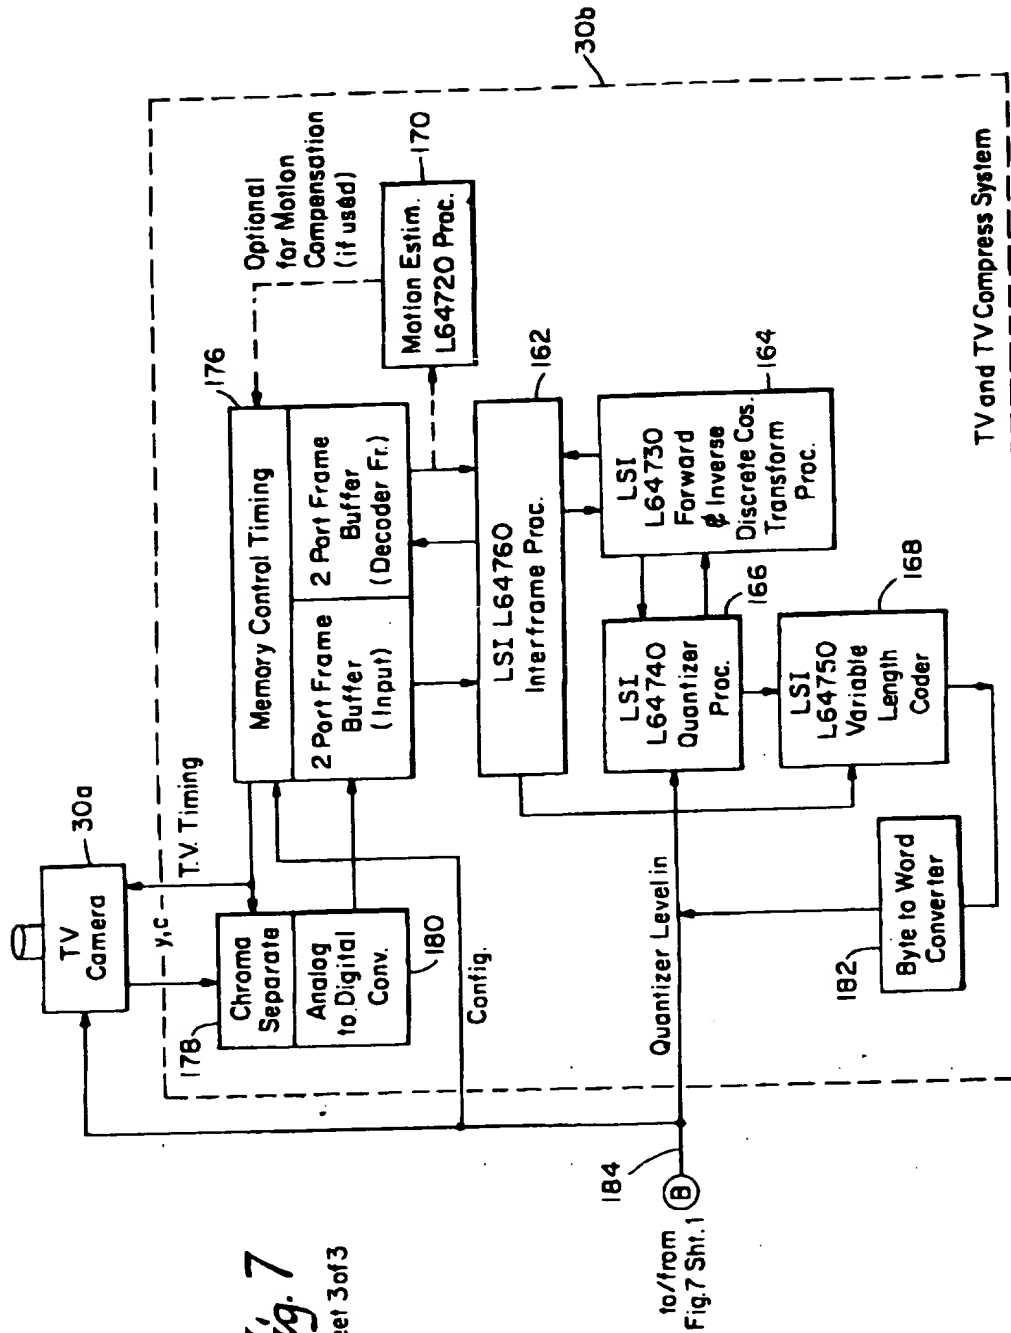 30a
TV
Camera
T.V. Timing
y,c
178
Chroma
Separate
Analog
to Digital
Conv.
180
Config.
176
Memory Control Timing
2 Port Frame
Buffer
(Input)
2 Port Frame
Buffer
(Decoder Fr.)
Optional
for Motion
Compensation
(if used)
Motion Estim.
L64720 Proc.
170
30b
LSI L64760
Interframe Proc.
162
LSI
L64730
Forward
& Inverse
Discrete Cos.
Transform
Proc.
164
LSI
L64740
Quantizer
Proc.
166
LSI
L64750
Variable
Length
Coder
168
Quantizer Level in
Byte to Word
Converter
182
184
B
to/from
Fig.7 Sht.1
TV and TV Compress System
Fig. 7
eet 3 of 3